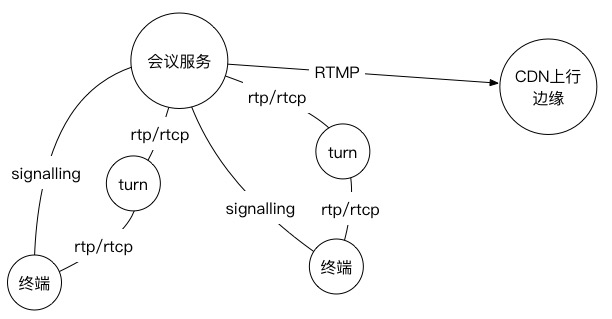 会议服务
RTMP
CDN上行
边缘
rtp/rtcp
rtp/rtcp
turn
turn
signalling
signalling
rtp/rtcp
rtp/rtcp
终端
终端